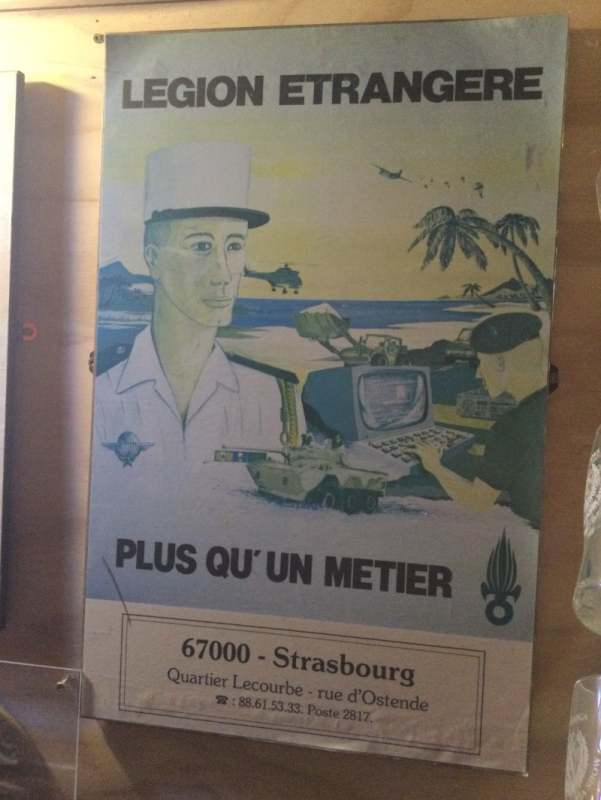 LEGION ETRANGERE
PLUS QU'UN METIER
67000 - Strasbourg
Quartier Lecourbe - rue d'Ostende
☎ : 88.61.53.33. Poste 2817.